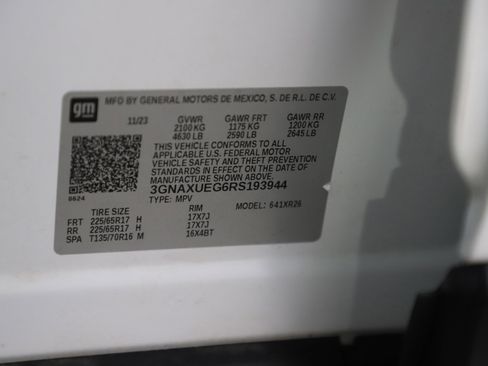 gm
MFD BY GENERAL MOTORS DE MEXICO, S. DE R.L. DE C.V.
11/23 GVWR GAWR FRT GAWR RR
2100 KG 1175 KG 1200 KG
4630 LB 2590 LB 2645 LB
THIS VEHICLE CONFORMS TO ALL
APPLICABLE U.S. FEDERAL MOTOR
VEHICLE SAFETY AND THEFT PREVENTION
STANDARDS IN EFFECT ON THE DATE OF
MANUFACTURE SHOWN ABOVE.
3GNAXUEG6RS193944
8624 TYPE: MPV MODEL: 641XR26
TIRE SIZE RIM
FRT 225/65R17 H 17X7J
RR 225/65R17 H 17X7J
SPA T135/70R16 M 16X4BT